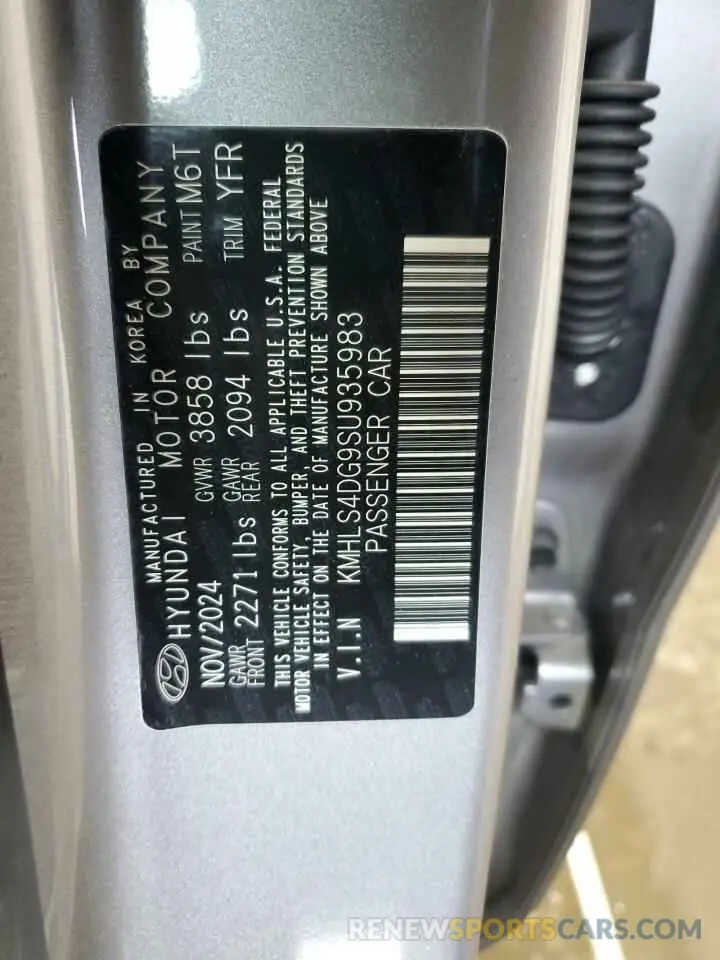 MANUFACTURED IN KOREA BY
HYUNDAI MOTOR COMPANY
NOV/2024 GVWR 3858 lbs PAINT M6T
GAWR FRONT 2271 lbs GAWR REAR 2094 lbs TRIM YFR
THIS VEHICLE CONFORMS TO ALL APPLICABLE U.S.A. FEDERAL
MOTOR VEHICLE SAFETY, BUMPER, AND THEFT PREVENTION STANDARDS
IN EFFECT ON THE DATE OF MANUFACTURE SHOWN ABOVE
V.I.N KMHLS4DG9SU935983
PASSENGER CAR
RENEWSPORTSCARS.COM